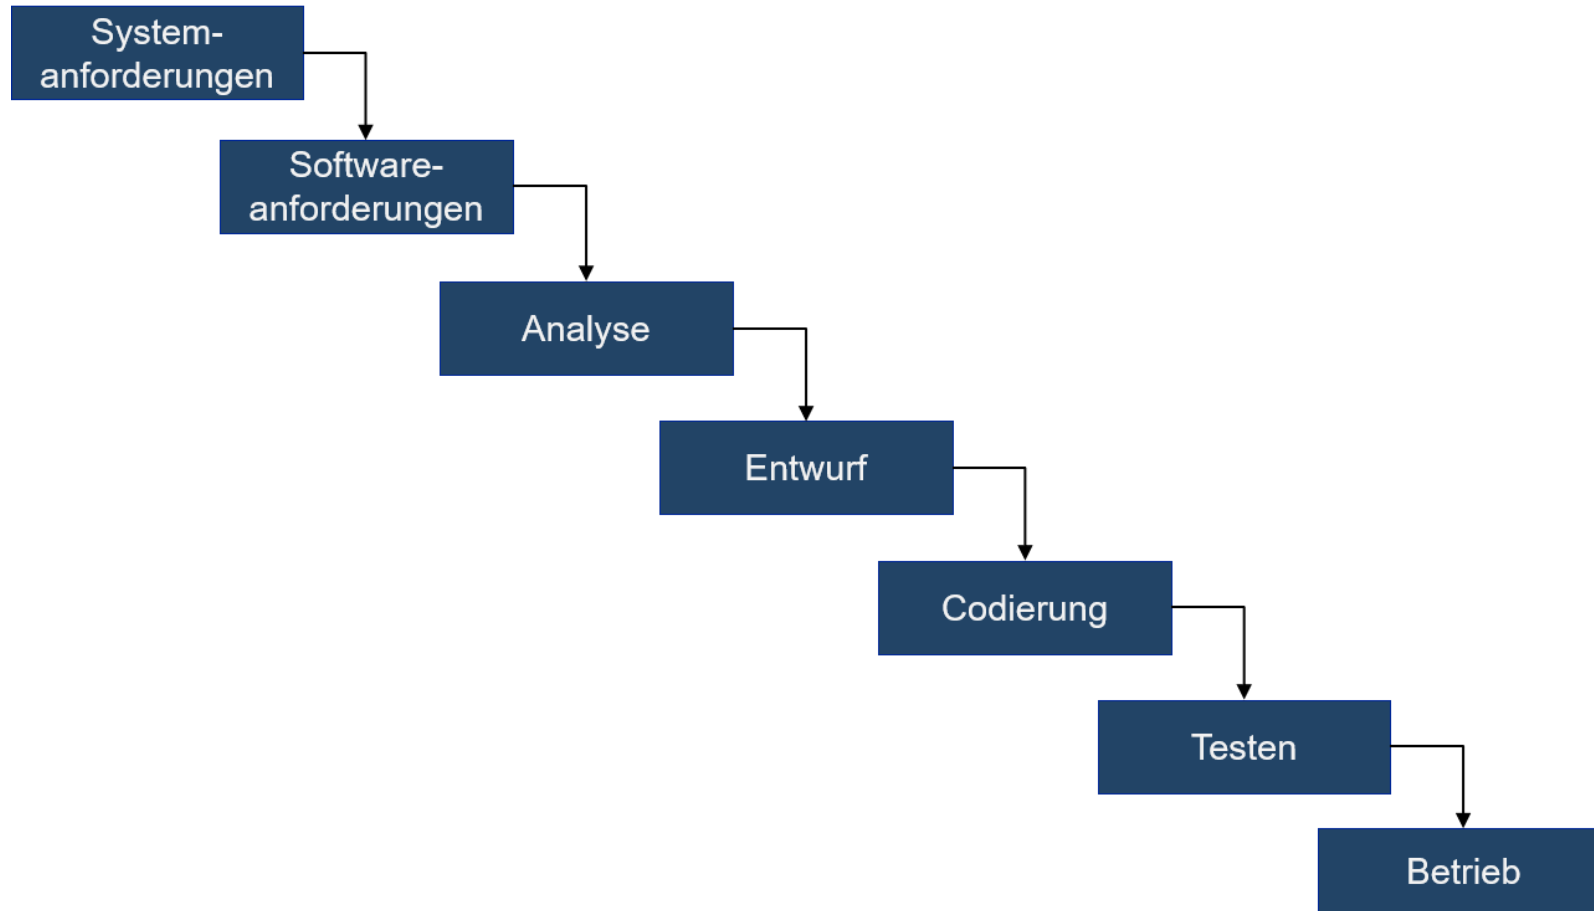 System-
anforderungen
Software-
anforderungen
Analyse
Entwurf
Codierung
Testen
Betrieb